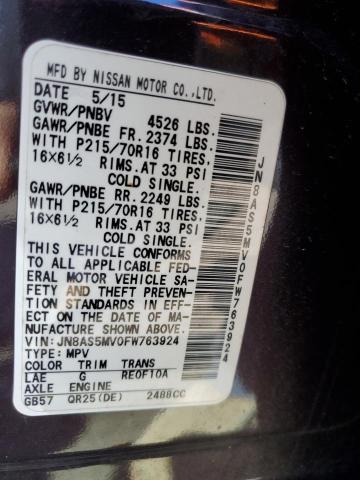 MFD BY NISSAN MOTOR CO.,LTD.
DATE 5/15
GVWR/PNBV 4526 LBS.
GAWR/PNBE FR. 2374 LBS.
WITH P215/70R16 TIRES,
16X6½ RIMS.AT 33 PSI
COLD SINGLE.
GAWR/PNBE RR. 2249 LBS.
WITH P215/70R16 TIRES,
16X6½ RIMS.AT 33 PSI
COLD SINGLE.
THIS VEHICLE CONFORMS
TO ALL APPLICABLE FED-
ERAL MOTOR VEHICLE SA-
FETY AND THEFT PREVEN-
TION STANDARDS IN EFF-
ECT ON THE DATE OF MA-
NUFACTURE SHOWN ABOVE.
VIN: JN8AS5MV0FW763924
TYPE: MPV
COLOR TRIM TRANS
LAE G RE0F10A
AXLE ENGINE
GB57 QR25(DE) 2488CC
JN8AS5MV0FW763924